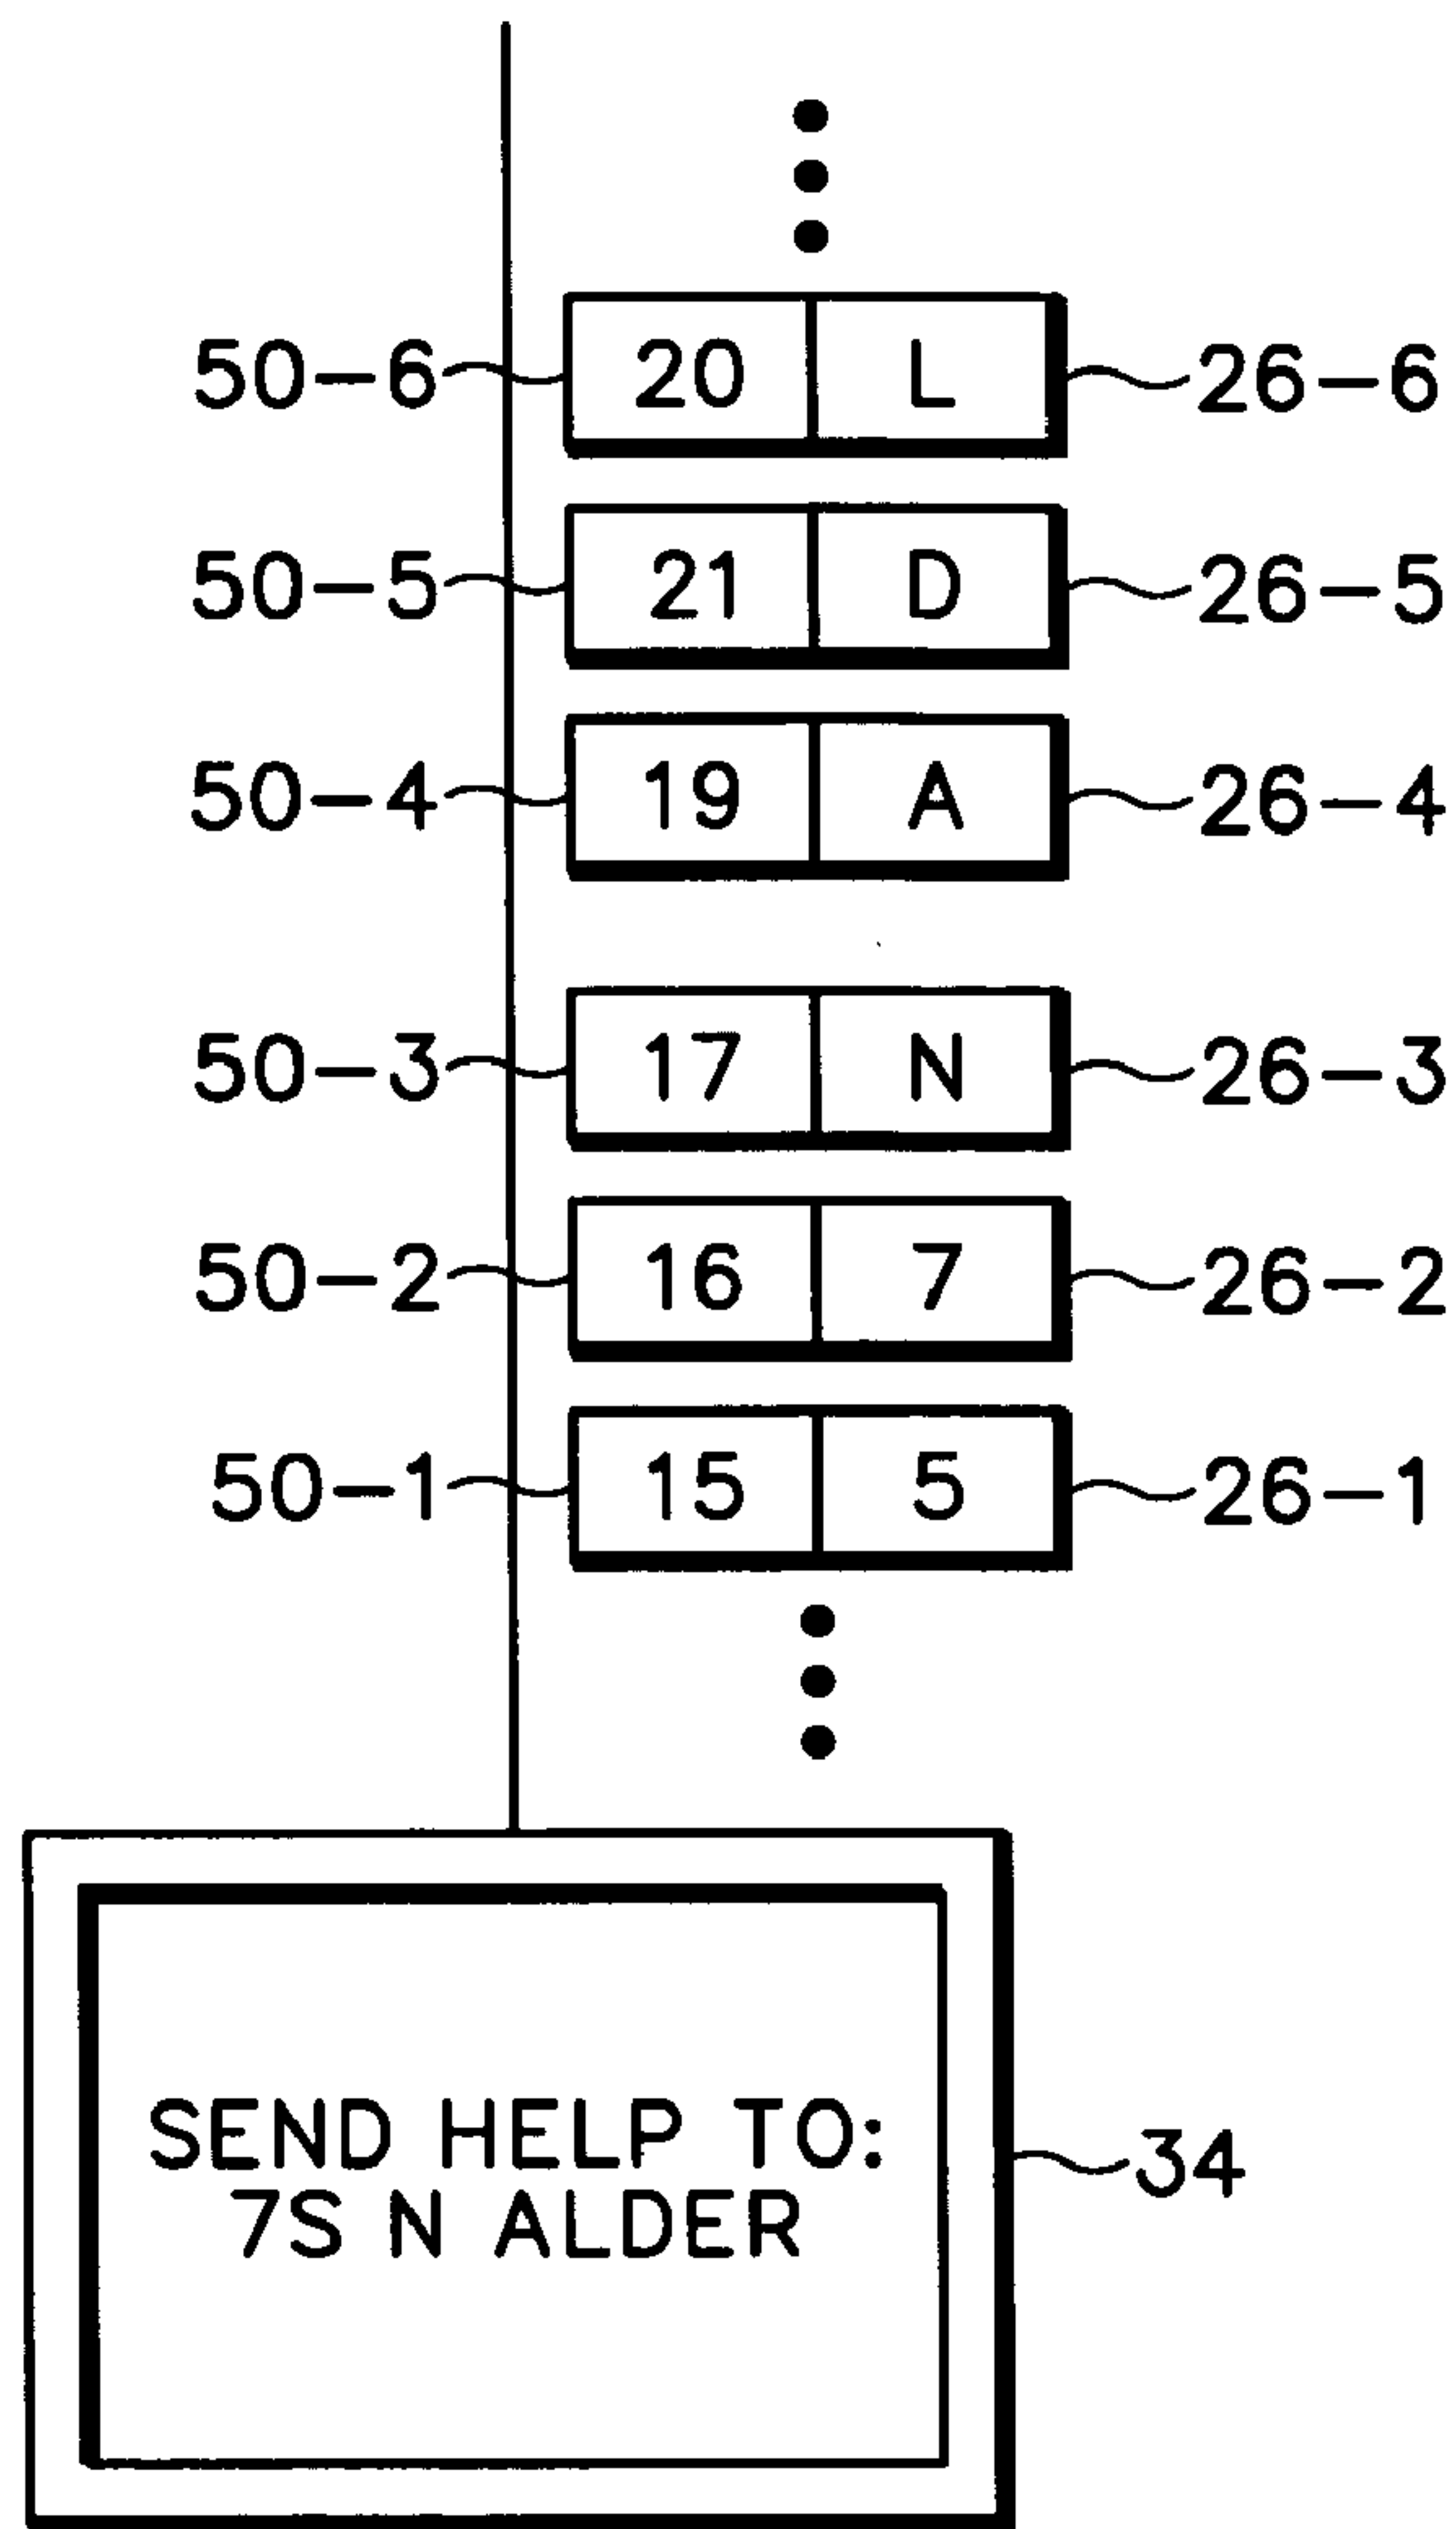 50-6 20 L 26-6
50-5 21 D 26-5
50-4 19 A 26-4
50-3 17 N 26-3
50-2 16 7 26-2
50-1 15 5 26-1
SEND HELP TO:
7S N ALDER
34